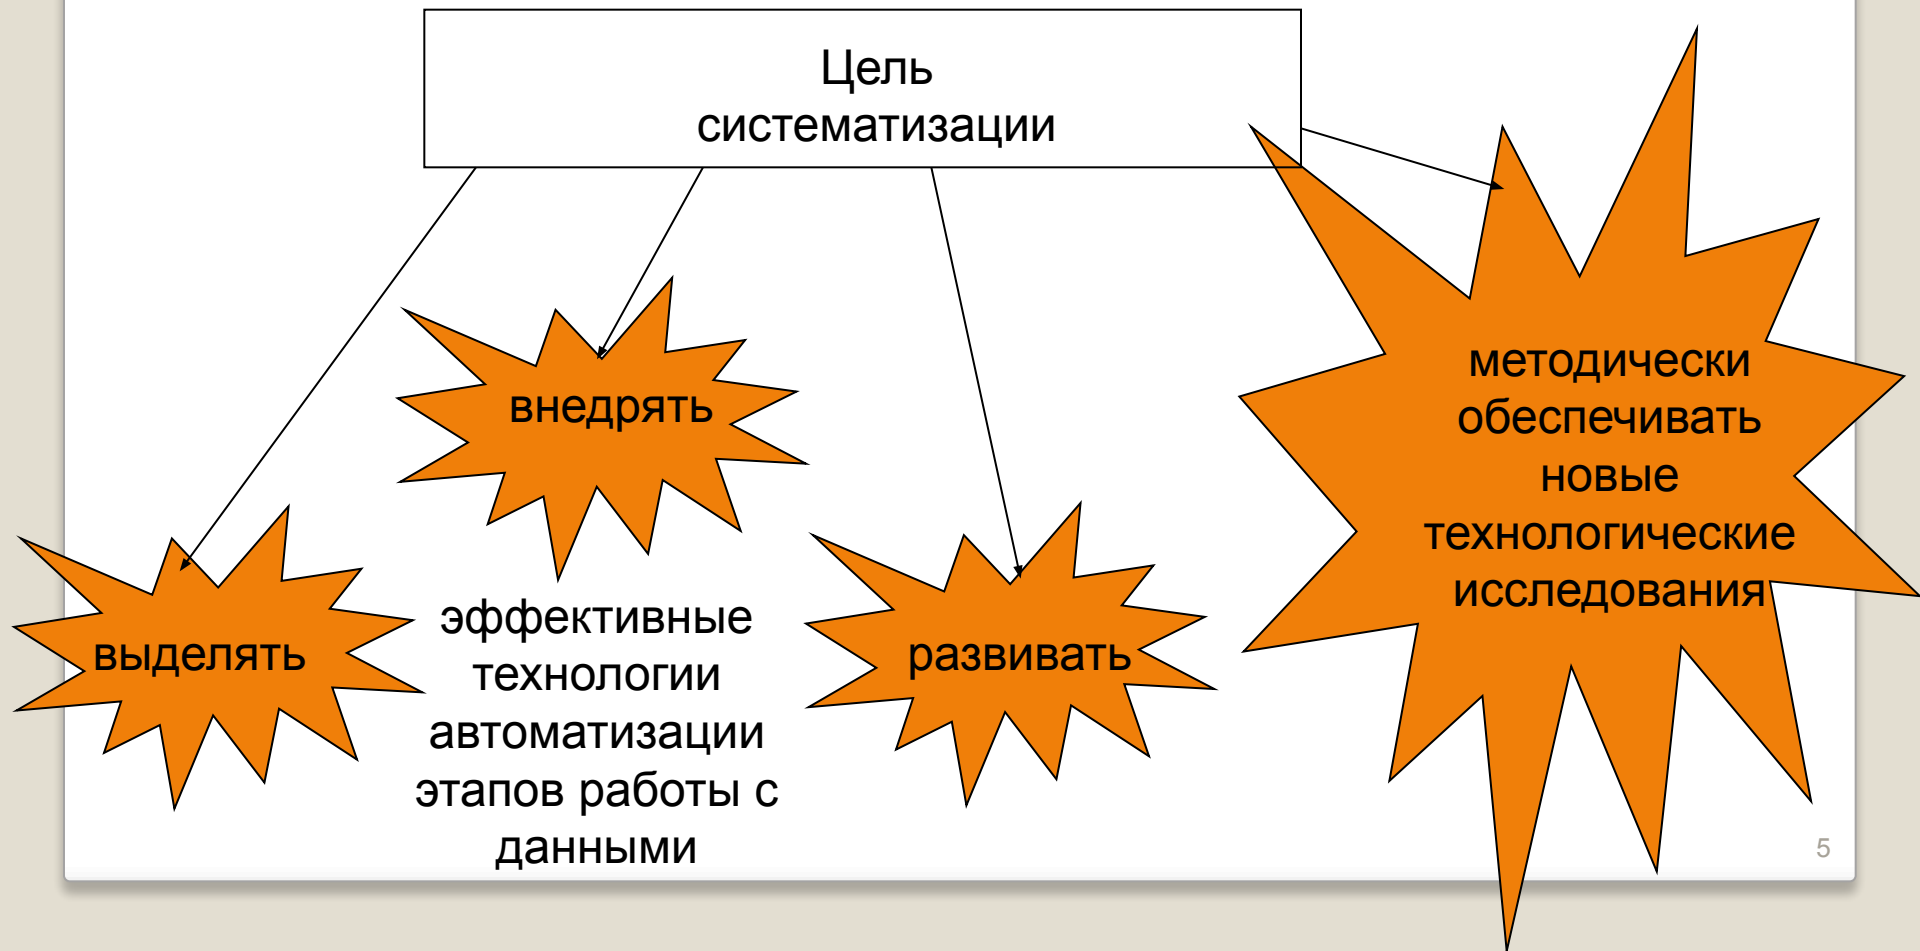 Цель
систематизации
внедрять
выделять
эффективные
технологии
автоматизации
этапов работы с
данными
развивать
методически
обеспечивать
новые
технологические
исследования
5